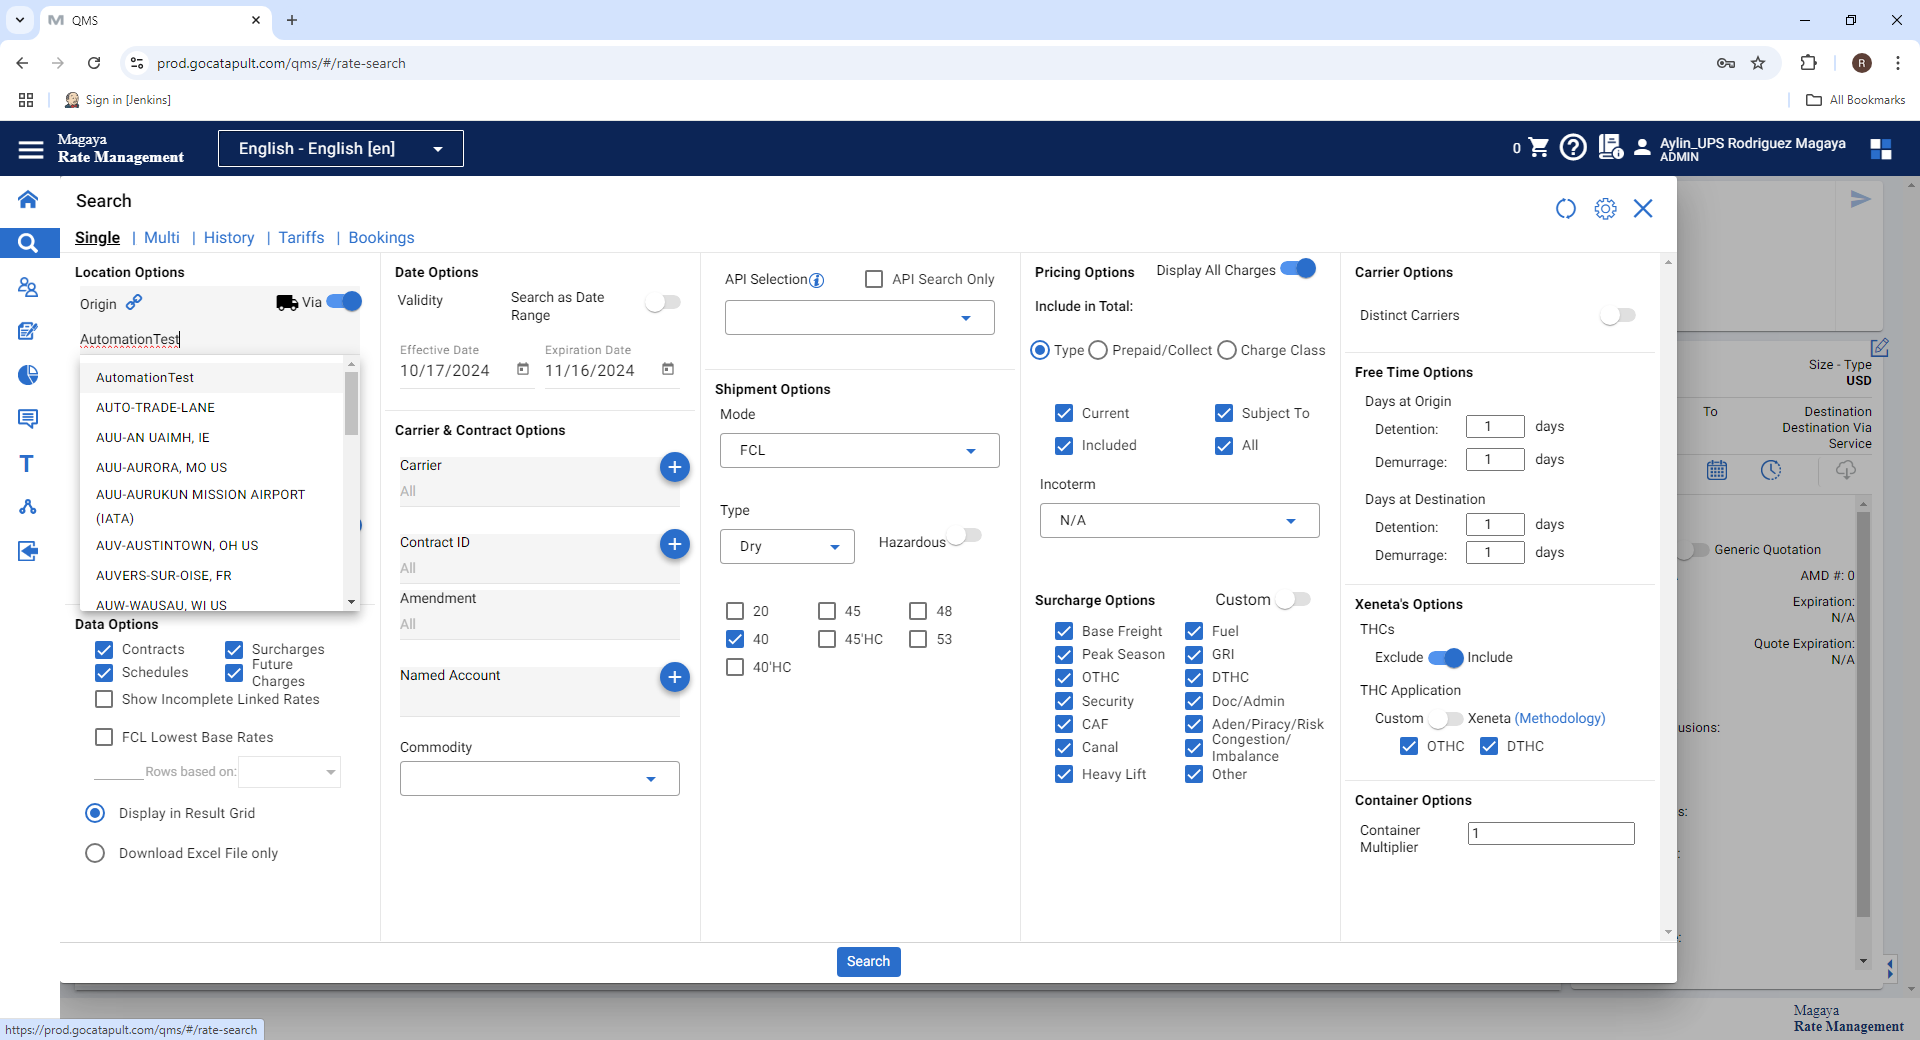 QMS
prod.gocatapult.com/qms/#/rate-search
R
Sign in [Jenkins]
All Bookmarks
Magaya
Rate Management
English - English [en]
0
Aylin_UPS Rodriguez Magaya
ADMIN
Search
Single | Multi | History | Tariffs | Bookings
Location Options
Origin
Via
AutomationTest
AutomationTest
AUTO-TRADE-LANE
AUU-AN UAIMH, IE
AUU-AURORA, MO US
AUU-AURUKUN MISSION AIRPORT
(IATA)
AUV-AUSTINTOWN, OH US
AUVERS-SUR-OISE, FR
AUW-WAUSAU, WI US
Data Options
Contracts
Surcharges
Schedules
Future
Charges
Show Incomplete Linked Rates
FCL Lowest Base Rates
Rows based on:
Display in Result Grid
Download Excel File only
Date Options
Validity
Search as Date
Range
Effective Date
Expiration Date
10/17/2024
11/16/2024
Carrier & Contract Options
Carrier
All
Contract ID
All
Amendment
All
Named Account
Commodity
API Selection
API Search Only
Shipment Options
Mode
FCL
Type
Dry
Hazardous
20
45
48
40
45'HC
53
40'HC
Pricing Options
Display All Charges
Include in Total:
Type
Prepaid/Collect
Charge Class
Current
Subject To
Included
All
Incoterm
N/A
Surcharge Options
Custom
Base Freight
Fuel
Peak Season
GRI
OTHC
DTHC
Security
Doc/Admin
CAF
Aden/Piracy/Risk
Canal
Congestion/
Imbalance
Heavy Lift
Other
Carrier Options
Distinct Carriers
Free Time Options
Days at Origin
Detention:
1
days
Demurrage:
1
days
Days at Destination
Detention:
1
days
Demurrage:
1
days
Xeneta's Options
THCs
Exclude
Include
THC Application
Custom
Xeneta (Methodology)
OTHC
DTHC
Container Options
Container
Multiplier
1
Search
Size - Type
USD
To
Destination
Destination Via
Service
Generic Quotation
AMD #: 0
Expiration:
N/A
Quote Expiration:
N/A
usions:
s:
Magaya
Rate Management
https://prod.gocatapult.com/qms/#/rate-search